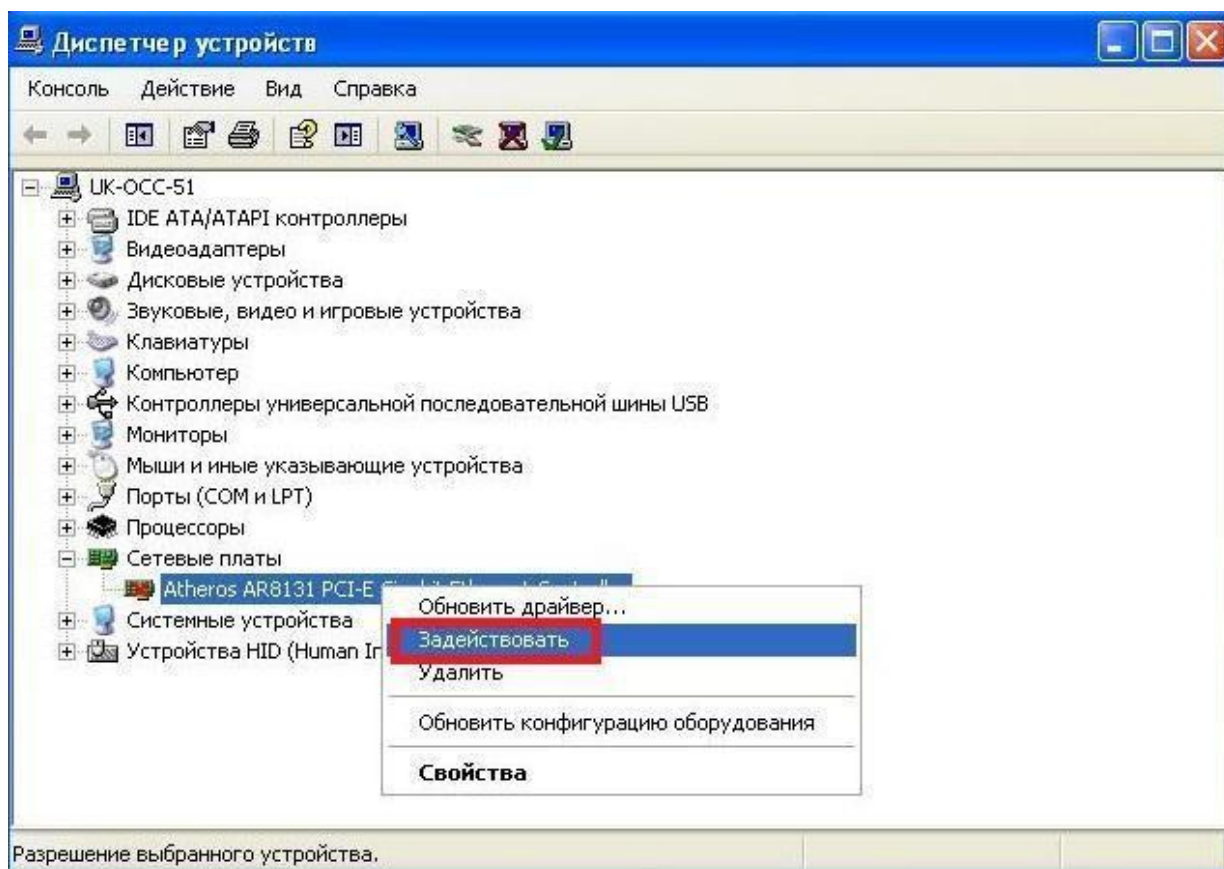 Диспетчер устройств
Консоль Действие Вид Справка
UK-OCC-51
IDE ATA/ATAPI контроллеры
Видеоадаптеры
Дисковые устройства
Звуковые, видео и игровые устройства
Клавиатуры
Компьютер
Контроллеры универсальной последовательной шины USB
Мониторы
Мыши и иные указывающие устройства
Порты (COM и LPT)
Процессоры
Сетевые платы
Atheros AR8131 PCI-E
Системные устройства
Устройства HID (Human
Обновить драйвер...
Задействовать
Удалить
Обновить конфигурацию оборудования
Свойства
Разрешение выбранного устройства.